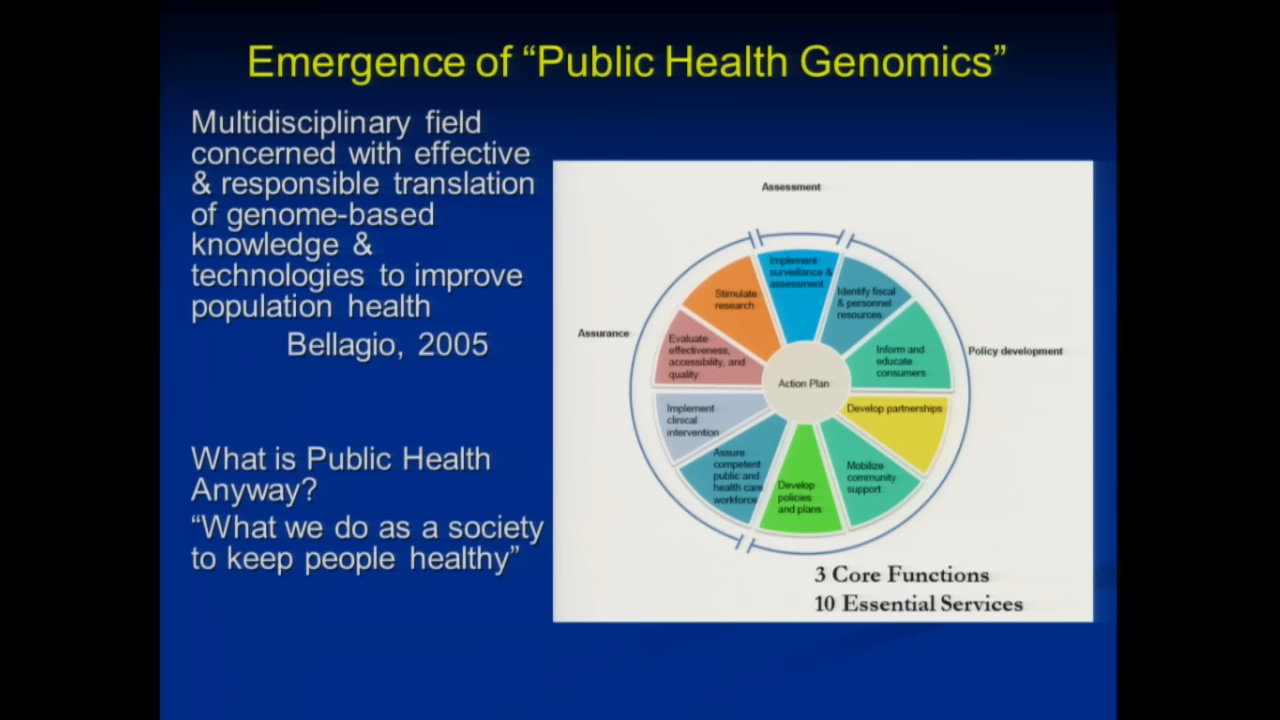 Emergence of “Public Health Genomics”
Multidisciplinary field
concerned with effective
& responsible translation
of genome-based
knowledge &
technologies to improve
population health
Bellagio, 2005
What is Public Health
Anyway?
“What we do as a society
to keep people healthy”
Assessment
Implement
surveillance &
assessment
Identify fiscal
& personnel
resources
Inform and
educate
consumers
Policy development
Develop partnerships
Mobilize
community
support
Develop
policies
and plans
Assure
competent
public and
health care
workforce
Implement
clinical
intervention
Evaluate
effectiveness,
accessibility, and
quality
Assurance
Stimulate
research
Action Plan
3 Core Functions
10 Essential Services